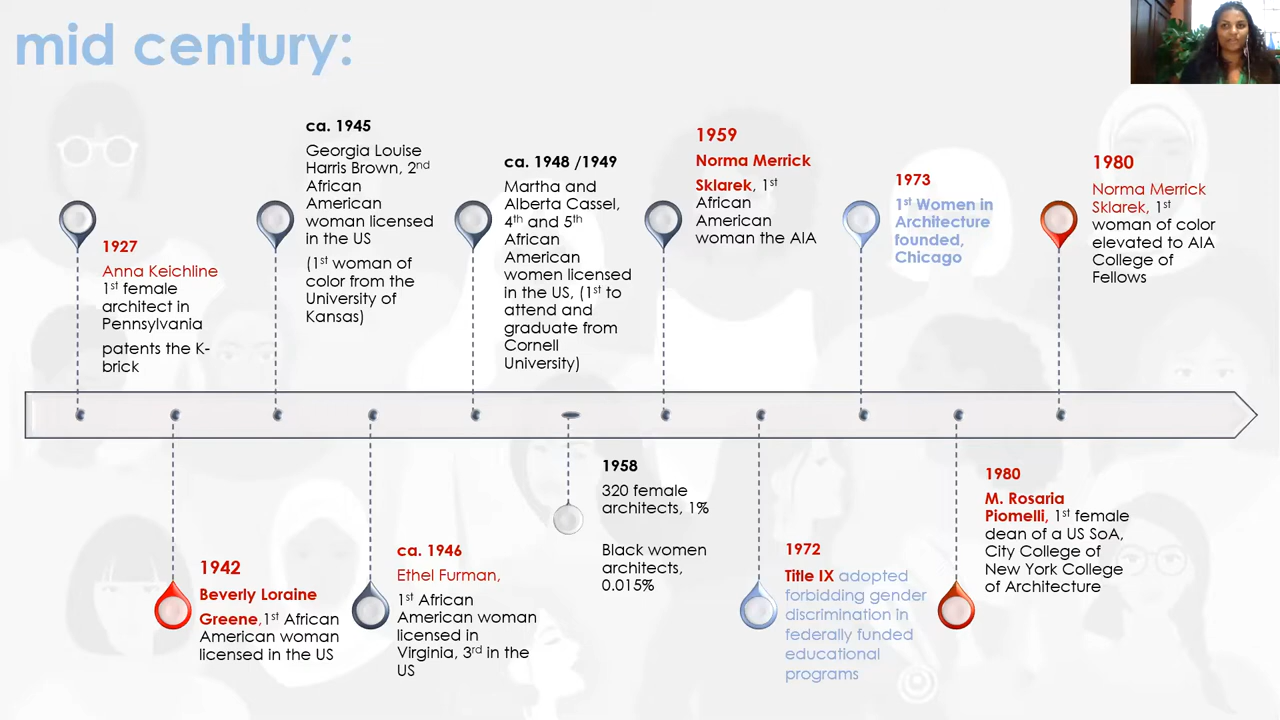 mid century:
1927
Anna Keichline
1st female
architect in
Pennsylvania
patents the K-
brick
ca. 1945
Georgia Louise
Harris Brown, 2nd
African
American
woman licensed
in the US
(1st woman of
color from the
University of
Kansas)
ca. 1948 /1949
Martha and
Alberta Cassel,
4th and 5th
African
American
women licensed
in the US, (1st to
attend and
graduate from
Cornell
University)
1959
Norma Merrick
Sklarek, 1st
African
American
woman the AIA
1973
1st Women in
Architecture
founded,
Chicago
1980
Norma Merrick
Sklarek, 1st
woman of color
elevated to AIA
College of
Fellows
1942
Beverly Loraine
Greene,1st African
American woman
licensed in the US
ca. 1946
Ethel Furman,
1st African
American woman
licensed in
Virginia, 3rd in the
US
1958
320 female
architects, 1%
Black women
architects,
0.015%
1972
Title IX adopted
forbidding gender
discrimination in
federally funded
educational
programs
1980
M. Rosaria
Piomelli, 1st female
dean of a US SoA,
City College of
New York College
of Architecture